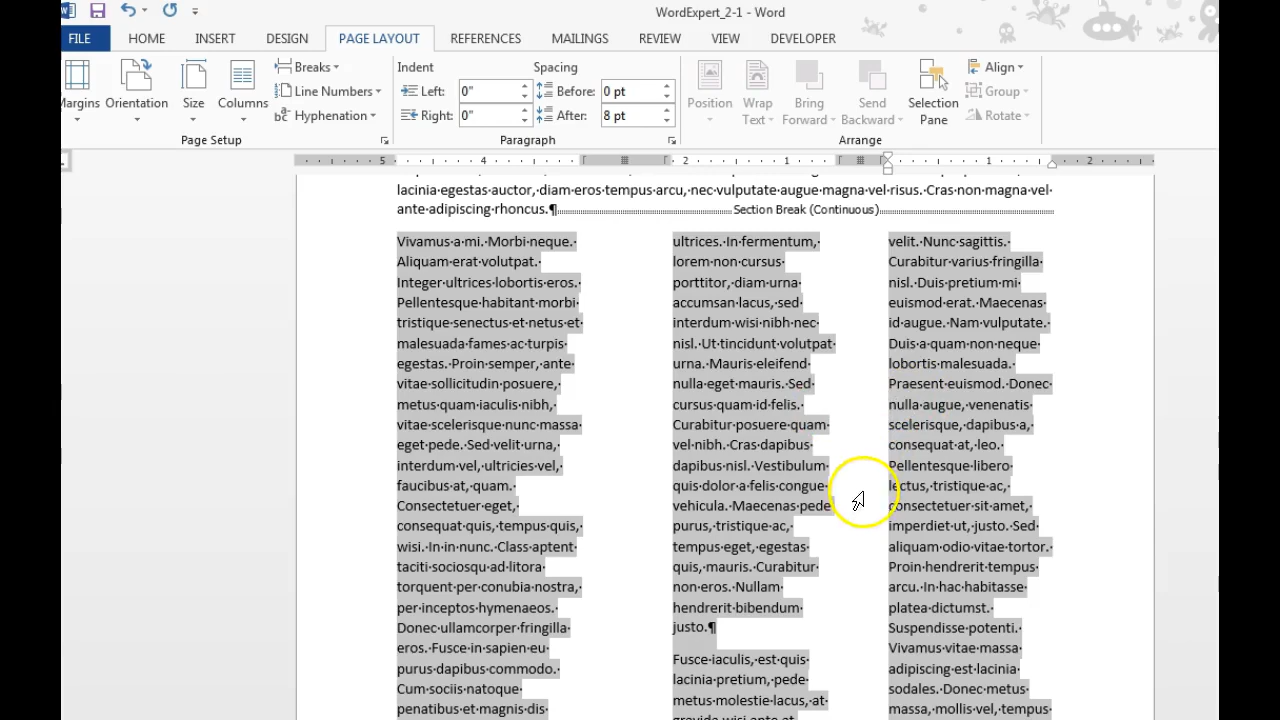 WordExpert_2-1 - Word
FILE HOME INSERT DESIGN PAGE LAYOUT REFERENCES MAILINGS REVIEW VIEW DEVELOPER
Margins Orientation Size Columns
Breaks
Line Numbers
Hyphenation
Page Setup
Indent Spacing
Left: 0" Before: 0 pt
Right: 0" After: 8 pt
Paragraph
Position Wrap Text Bring Forward Send Backward Selection Pane
Align
Group
Rotate
Arrange
5 4 2 1 1 2
lacinia·egestas·auctor,·diam·eros·tempus·arcu,·nec·vulputate·augue·magna·vel·risus.·Cras·non·magna·vel·
ante·adipiscing·rhoncus.¶ Section Break (Continuous)
Vivamus·a·mi.·Morbi·neque.·
Aliquam·erat·volutpat.·
Integer·ultrices·lobortis·eros.·
Pellentesque·habitant·morbi·
tristique·senectus·et·netus·et·
malesuada·fames·ac·turpis·
egestas.·Proin·semper,·ante·
vitae·sollicitudin·posuere,·
metus·quam·iaculis·nibh,·
vitae·scelerisque·nunc·massa·
eget·pede.·Sed·velit·urna,·
interdum·vel,·ultricies·vel,·
faucibus·at,·quam.·
Consectetuer·eget,·
consequat·quis,·tempus·quis,·
wisi.·In·in·nunc.·Class·aptent·
taciti·sociosqu·ad·litora·
torquent·per·conubia·nostra,·
per·inceptos·hymenaeos.·
Donec·ullamcorper·fringilla·
eros.·Fusce·in·sapien·eu·
purus·dapibus·commodo.·
Cum·sociis·natoque·
penatibus·et·magnis·dis·
ultrices.·In·fermentum,·
lorem·non·cursus·
porttitor,·diam·urna·
accumsan·lacus,·sed·
interdum·wisi·nibh·nec·
nisl.·Ut·tincidunt·volutpat·
urna.·Mauris·eleifend·
nulla·eget·mauris.·Sed·
cursus·quam·id·felis.·
Curabitur·posuere·quam·
vel·nibh.·Cras·dapibus·
dapibus·nisl.·Vestibulum·
quis·dolor·a·felis·congue·
vehicula.·Maecenas·pede·
purus,·tristique·ac,·
tempus·eget,·egestas·
quis,·mauris.·Curabitur·
non·eros.·Nullam·
hendrerit·bibendum·
justo.¶
Fusce·iaculis,·est·quis·
lacinia·pretium,·pede·
metus·molestie·lacus,·at·
gravida·wisi·ante·at·
velit.·Nunc·sagittis.·
Curabitur·varius·fringilla·
nisl.·Duis·pretium·mi·
euismod·erat.·Maecenas·
id·augue.·Nam·vulputate.·
Duis·a·quam·non·neque·
lobortis·malesuada.·
Praesent·euismod.·Donec·
nulla·augue,·venenatis·
scelerisque,·dapibus·a,·
consequat·at,·leo.·
Pellentesque·libero·
lectus,·tristique·ac,·
consectetuer·sit·amet,·
imperdiet·ut,·justo.·Sed·
aliquam·odio·vitae·tortor.·
Proin·hendrerit·tempus·
arcu.·In·hac·habitasse·
platea·dictumst.·
Suspendisse·potenti.·
Vivamus·vitae·massa·
adipiscing·est·lacinia·
sodales.·Donec·metus·
massa,·mollis·vel,·tempus·